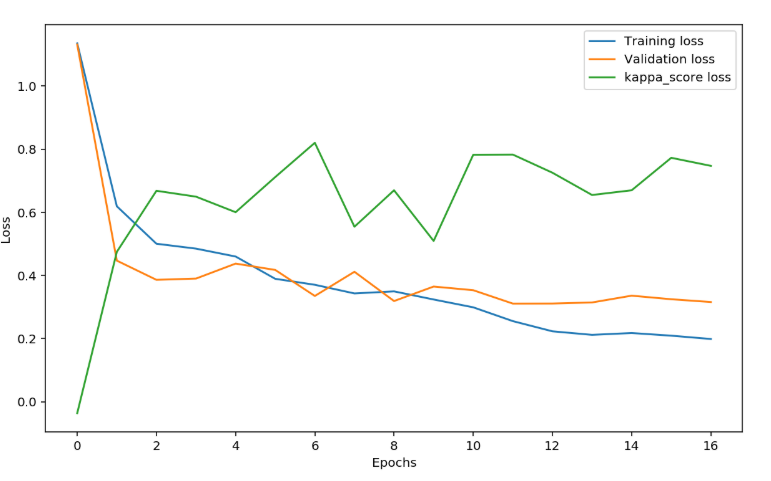 Training loss
Validation loss
kappa_score loss
1.0
0.8
0.6
0.4
0.2
0.0
Loss
0 2 4 6 8 10 12 14 16
Epochs